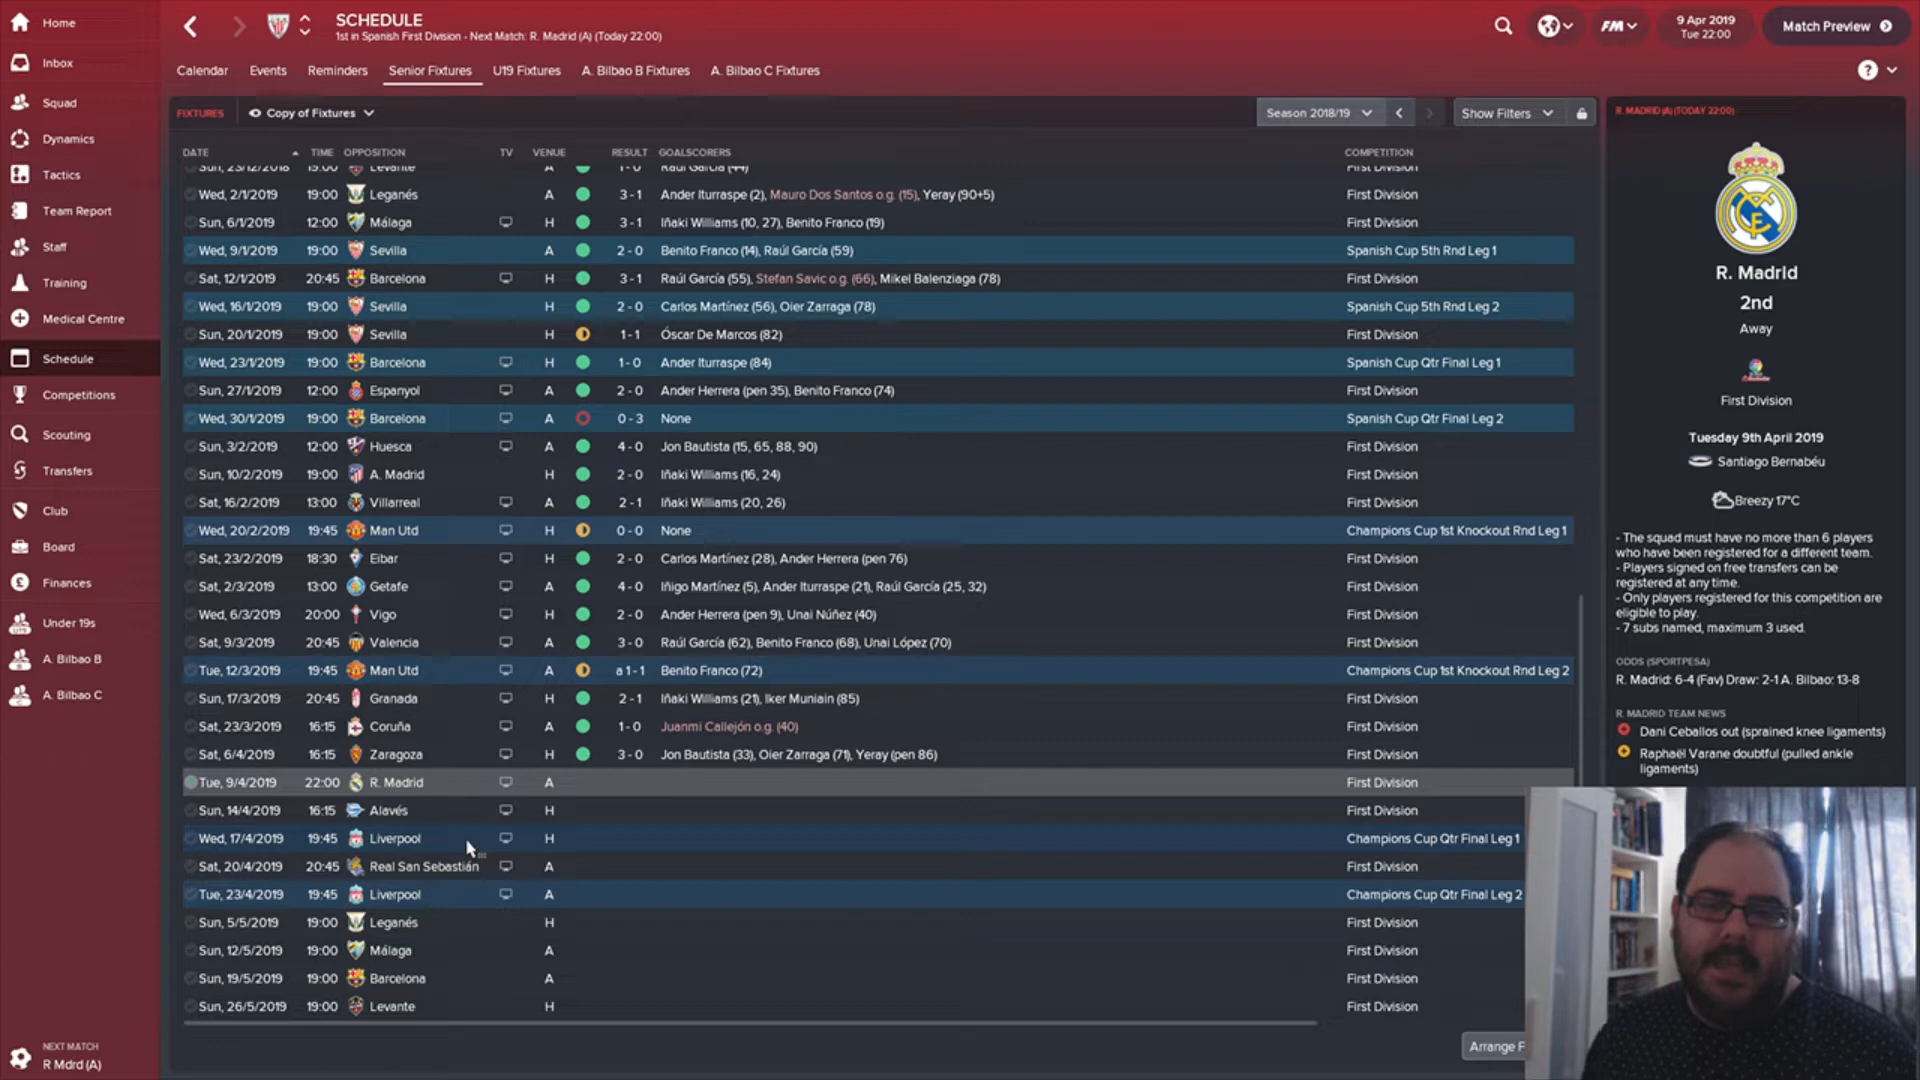 Home
Inbox
Squad
Dynamics
Tactics
Team Report
Staff
Training
Medical Centre
Schedule
Competitions
Scouting
Transfers
Club
Board
Finances
Under 19s
A. Bilbao B
A. Bilbao C
NEXT MATCH
R Mdrd (A)
SCHEDULE
1st in Spanish First Division - Next Match: R. Madrid (A) (Today 22:00)
FM
9 Apr 2019
Tue 22:00
Match Preview
Calendar Events Reminders Senior Fixtures U19 Fixtures A. Bilbao B Fixtures A. Bilbao C Fixtures
FIXTURES Copy of Fixtures Season 2018/19 Show Filters
DATE TIME OPPOSITION TV VENUE RESULT GOALSCORERS COMPETITION
Sun, 23/12/2018 19:00 Levante A 1 - 0 Raúl García (44) First Division
Wed, 2/1/2019 19:00 Leganés A 3 - 1 Ander Iturraspe (2), Mauro Dos Santos o.g. (15), Yeray (90+5) First Division
Sun, 6/1/2019 12:00 Málaga H 3 - 1 Iñaki Williams (10, 27), Benito Franco (19) First Division
Wed, 9/1/2019 19:00 Sevilla A 2 - 0 Benito Franco (14), Raúl García (59) Spanish Cup 5th Rnd Leg 1
Sat, 12/1/2019 20:45 Barcelona H 3 - 1 Raúl García (55), Stefan Savic o.g. (66), Mikel Balenziaga (78) First Division
Wed, 16/1/2019 19:00 Sevilla H 2 - 0 Carlos Martínez (56), Oier Zarraga (78) Spanish Cup 5th Rnd Leg 2
Sun, 20/1/2019 19:00 Sevilla H 1 - 1 Óscar De Marcos (82) First Division
Wed, 23/1/2019 19:00 Barcelona H 1 - 0 Ander Iturraspe (84) Spanish Cup Qtr Final Leg 1
Sun, 27/1/2019 12:00 Espanyol H 2 - 0 Ander Herrera (pen 35), Benito Franco (74) First Division
Wed, 30/1/2019 19:00 Barcelona A 0 - 3 None Spanish Cup Qtr Final Leg 2
Sun, 3/2/2019 12:00 Huesca A 4 - 0 Jon Bautista (15, 65, 88, 90) First Division
Sun, 10/2/2019 19:00 A. Madrid H 2 - 0 Iñaki Williams (16, 24) First Division
Sat, 16/2/2019 13:00 Villarreal A 2 - 1 Iñaki Williams (20, 26) First Division
Wed, 20/2/2019 19:45 Man Utd H 0 - 0 None Champions Cup 1st Knockout Rnd Leg 1
Sat, 23/2/2019 18:30 Eibar H 2 - 0 Carlos Martínez (28), Ander Herrera (pen 76) First Division
Sat, 2/3/2019 13:00 Getafe A 4 - 0 Iñigo Martínez (5), Ander Iturraspe (21), Raúl García (25, 32) First Division
Wed, 6/3/2019 20:00 Vigo H 2 - 0 Ander Herrera (pen 9), Unai Núñez (40) First Division
Sat, 9/3/2019 20:45 Valencia A 3 - 0 Raúl García (62), Benito Franco (68), Unai López (70) First Division
Tue, 12/3/2019 19:45 Man Utd A a 1 - 1 Benito Franco (72) Champions Cup 1st Knockout Rnd Leg 2
Sun, 17/3/2019 20:45 Granada H 2 - 1 Iñaki Williams (21), Iker Muniain (85) First Division
Sat, 23/3/2019 16:15 Coruña A 1 - 0 Juanmi Callejón o.g. (40) First Division
Sat, 6/4/2019 16:15 Zaragoza H 3 - 0 Jon Bautista (33), Oier Zarraga (71), Yeray (pen 86) First Division
Tue, 9/4/2019 22:00 R. Madrid A First Division
Sun, 14/4/2019 16:15 Alavés H First Division
Wed, 17/4/2019 19:45 Liverpool H Champions Cup Qtr Final Leg 1
Sat, 20/4/2019 20:45 Real San Sebastián A First Division
Tue, 23/4/2019 19:45 Liverpool A Champions Cup Qtr Final Leg 2
Sun, 5/5/2019 19:00 Leganés H First Division
Sun, 12/5/2019 19:00 Málaga A First Division
Sun, 19/5/2019 19:00 Barcelona A First Division
Sun, 26/5/2019 19:00 Levante H First Division
Arrange F
R. MADRID (A) (TODAY 22:00)
R. Madrid
2nd
Away
First Division
Tuesday 9th April 2019
Santiago Bernabéu
Breezy 17°C
- The squad must have no more than 6 players
who have been registered for a different team.
- Players signed on free transfers can be
registered at any time.
- Only players registered for this competition are
eligible to play.
- 7 subs named, maximum 3 used.
ODDS (SPORTPESA)
R. Madrid: 6-4 (Fav) Draw: 2-1 A. Bilbao: 13-8
R. MADRID TEAM NEWS
Dani Ceballos out (sprained knee ligaments)
Raphaël Varane doubtful (pulled ankle
ligaments)